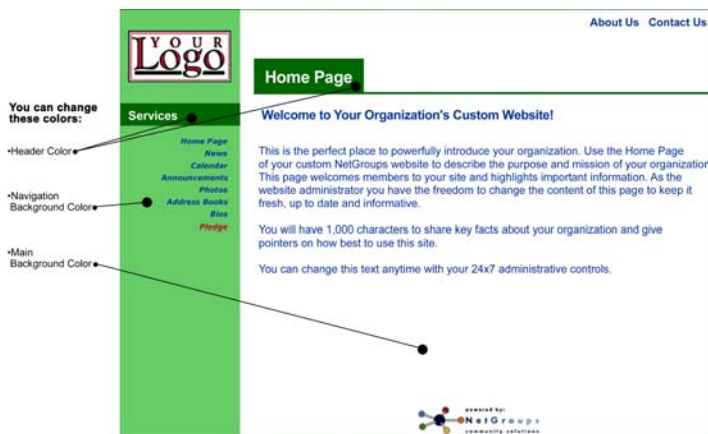 About Us Contact Us
YOUR
Logo
Home Page
You can change
these colors:
Services
Welcome to Your Organization's Custom Website!
•Header Color
•Navigation
Background Color
•Main
Background Color
Home Page
News
Calendar
Announcements
Photos
Address Books
Bios
Pledge
This is the perfect place to powerfully introduce your organization. Use the Home Page
of your custom NetGroups website to describe the purpose and mission of your organization
This page welcomes members to your site and highlights important information. As the
website administrator you have the freedom to change the content of this page to keep it
fresh, up to date and informative.
You will have 1,000 characters to share key facts about your organization and give
pointers on how best to use this site.
You can change this text anytime with your 24x7 administrative controls.
powered by:
NetGroups
community solutions